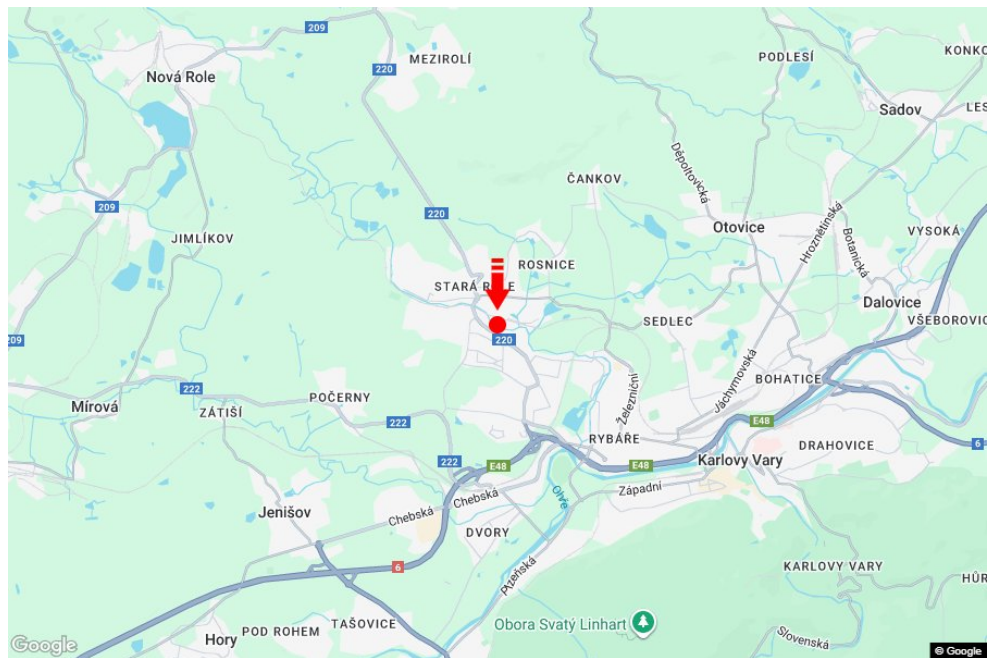 209
220
MEZIROLÍ
PODLESÍ
KONKO
Nová Role
Sadov
LES
Děpoltovická
ČANKOV
209
220
Hroznětínská
JIMLÍKOV
Otovice
Botanická
VYSOKÁ
ROSNICE
STARÁ R LE
Dalovice
SEDLEC
VŠEBOROVIC
209
220
Jáchymovská
Železniční
BOHATICE
222
POČERNY
Mírová
ZÁTIŠÍ
222
E48
RYBÁŘE
DRAHOVICE
6
222
E48
E48
Karlovy Vary
Chebská
Západní
Chebská
Ohře
Jenišov
DVORY
6
Plzeňská
KARLOVY VARY
HŮR
TAŠOVICE
Obora Svatý Linhart
POD ROHEM
Hory
Slovenská
Google
© Google